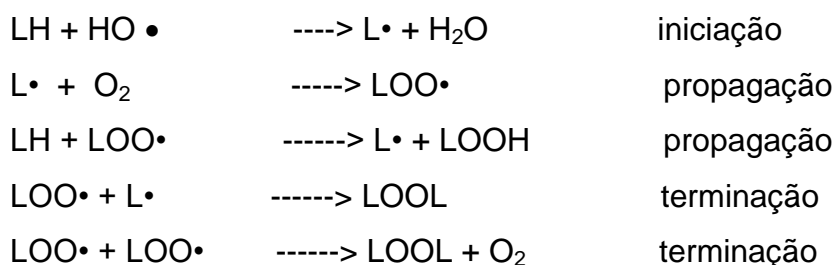 LH + HO • ----> L• + H₂O iniciação
L• + O₂ -----> LOO• propagação
LH + LOO• ------> L• + LOOH propagação
LOO• + L• ------> LOOL terminação
LOO• + LOO• ------> LOOL + O₂ terminação